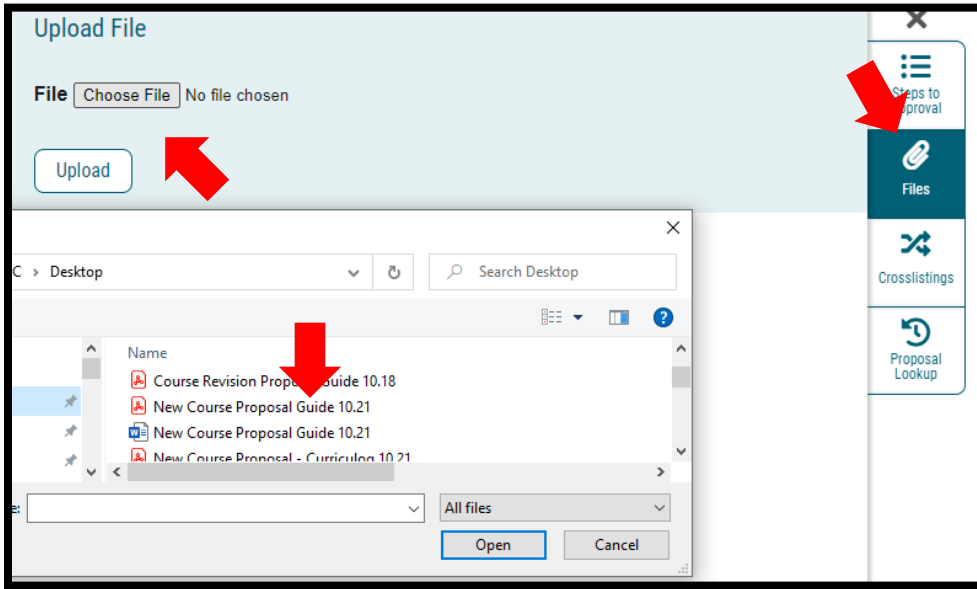 Upload File
File Choose File No file chosen
Upload
C > Desktop
Search Desktop
Name
Course Revision Guide 10.18
New Course Proposal Guide 10.21
New Course Proposal Guide 10.21
New Course Proposal - Curriculog 10.21
e:
All files
Open Cancel
Steps to
Files
Crosslistings
Proposal
Lookup